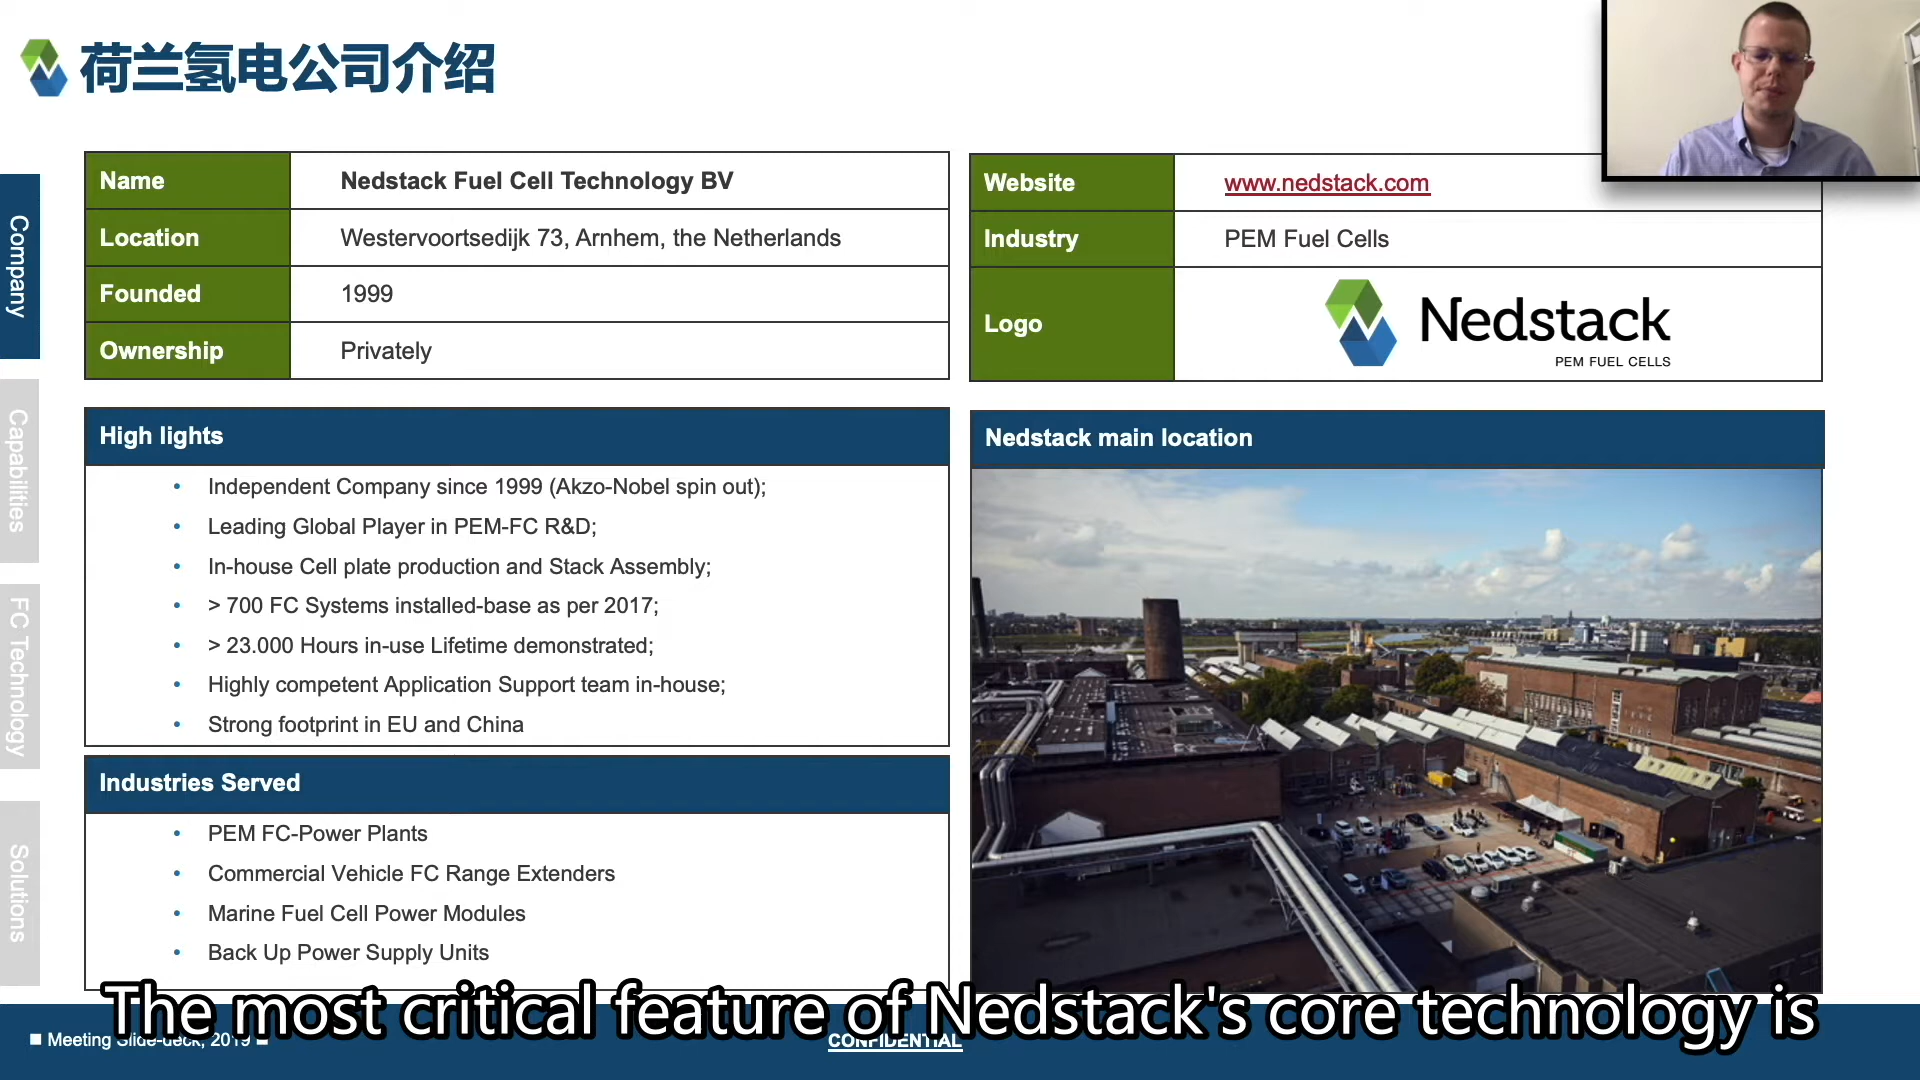 荷兰氢电公司介绍
Company
Capabilities
FC Technology
Solutions
Name
Nedstack Fuel Cell Technology BV
Location
Westervoortsedijk 73, Arnhem, the Netherlands
Founded
1999
Ownership
Privately
Website
www.nedstack.com
Industry
PEM Fuel Cells
Logo
Nedstack
PEM FUEL CELLS
High lights
• Independent Company since 1999 (Akzo-Nobel spin out);
• Leading Global Player in PEM-FC R&D;
• In-house Cell plate production and Stack Assembly;
• > 700 FC Systems installed-base as per 2017;
• > 23.000 Hours in-use Lifetime demonstrated;
• Highly competent Application Support team in-house;
• Strong footprint in EU and China
Industries Served
• PEM FC-Power Plants
• Commercial Vehicle FC Range Extenders
• Marine Fuel Cell Power Modules
• Back Up Power Supply Units
Nedstack main location
The most critical feature of Nedstack's core technology is
Meeting Slide-deck, 2019
CONFIDENTIAL